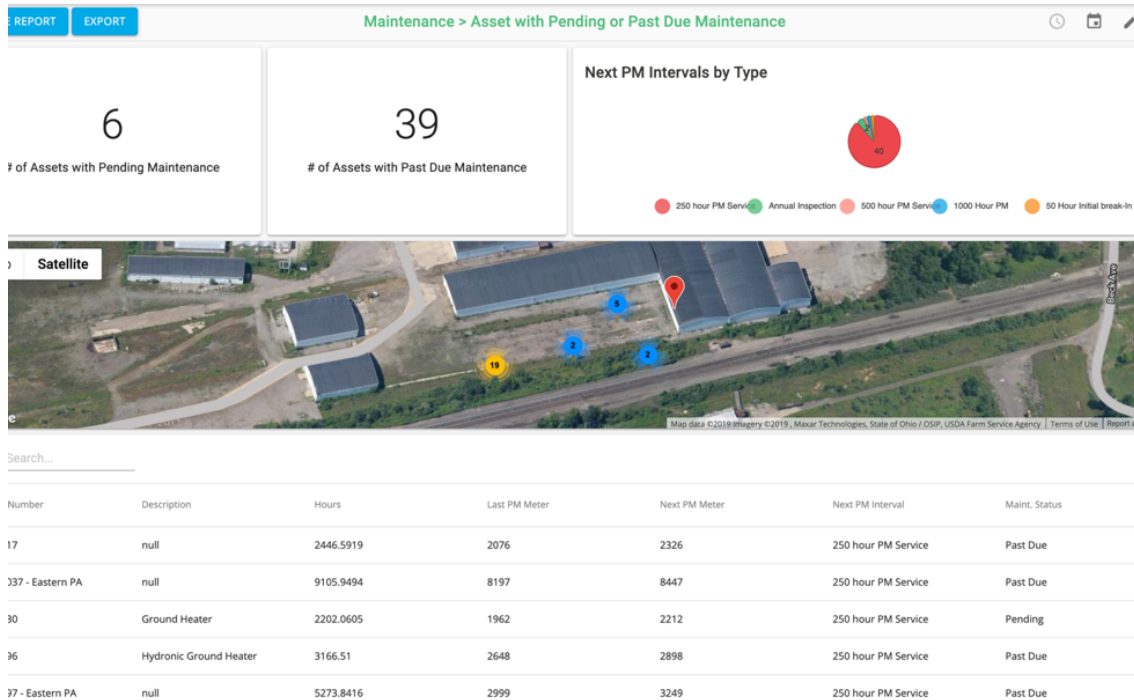 E REPORT EXPORT Maintenance > Asset with Pending or Past Due Maintenance
6
# of Assets with Pending Maintenance
39
# of Assets with Past Due Maintenance
Next PM Intervals by Type
40
250 hour PM Service Annual Inspection 500 hour PM Service 1000 Hour PM 50 Hour Initial break-In
Satellite
5
2
2
19
Beck Ave
Map data ©2019 Imagery ©2019 , Maxar Technologies, State of Ohio / OSIP, USDA Farm Service Agency Terms of Use Report
Search...
Number Description Hours Last PM Meter Next PM Meter Next PM Interval Maint. Status
17 null 2446.5919 2076 2326 250 hour PM Service Past Due
037 - Eastern PA null 9105.9494 8197 8447 250 hour PM Service Past Due
30 Ground Heater 2202.0605 1962 2212 250 hour PM Service Pending
96 Hydronic Ground Heater 3166.51 2648 2898 250 hour PM Service Past Due
97 - Eastern PA null 5273.8416 2999 3249 250 hour PM Service Past Due